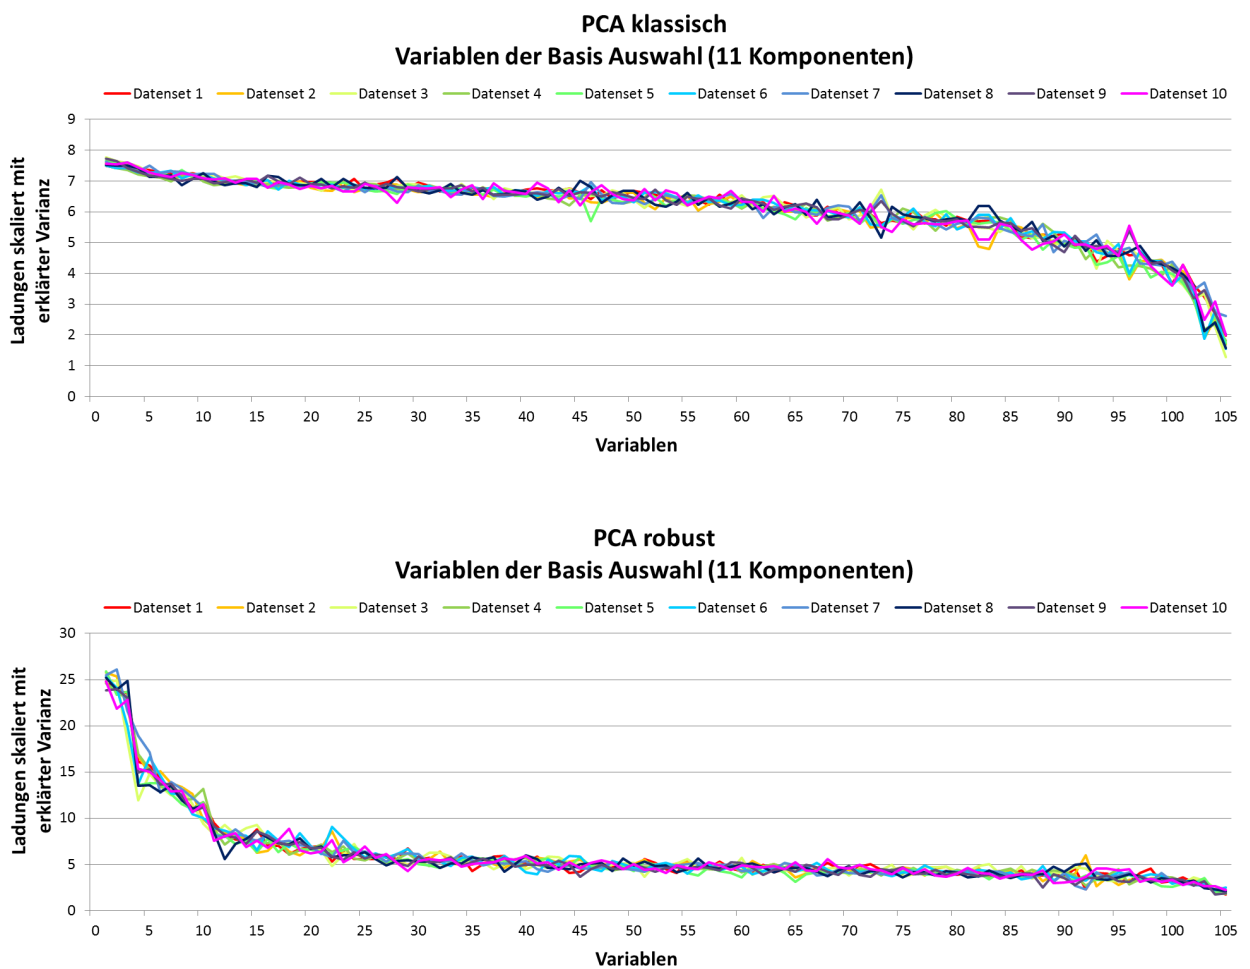 PCA klassisch
Variablen der Basis Auswahl (11 Komponenten)
Datenset 1 Datenset 2 Datenset 3 Datenset 4 Datenset 5 Datenset 6 Datenset 7 Datenset 8 Datenset 9 Datenset 10
Ladungen skaliert mit
erklärter Varianz
9
8
7
6
5
4
3
2
1
0
0 5 10 15 20 25 30 35 40 45 50 55 60 65 70 75 80 85 90 95 100 105
Variablen
PCA robust
Variablen der Basis Auswahl (11 Komponenten)
Datenset 1 Datenset 2 Datenset 3 Datenset 4 Datenset 5 Datenset 6 Datenset 7 Datenset 8 Datenset 9 Datenset 10
Ladungen skaliert mit
erklärter Varianz
30
25
20
15
10
5
0
0 5 10 15 20 25 30 35 40 45 50 55 60 65 70 75 80 85 90 95 100 105
Variablen